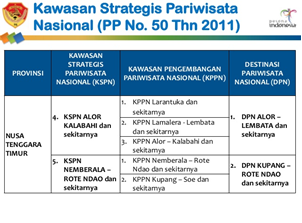 Kawasan Strategis Pariwisata
Nasional (PP No. 50 Thn 2011)
indonesia
PROVINSI
KAWASAN
STRATEGIS
PARIWISATA
NASIONAL (KSPN)
KAWASAN PENGEMBANGAN
PARIWISATA NASIONAL (KPPN)
DESTINASI
PARIWISATA
NASIONAL (DPN)
NUSA
TENGGARA
TIMUR
4. KSPN ALOR
KALABAHI dan
sekitarnya
1. KPPN Larantuka dan
sekitarnya
2. KPPN Lamalera - Lembata
dan sekitarnya
3. KPPN Alor – Kalabahi dan
sekitarnya
1. DPN ALOR –
LEMBATA dan
sekitarnya
5. KSPN
NEMBERALA –
ROTE NDAO dan
sekitarnya
1. KPPN Nemberala – Rote
Ndao dan sekitarnya
2. KPPN Kupang – Soe dan
sekitarnya
2. DPN KUPANG –
ROTE NDAO
dan sekitarnya